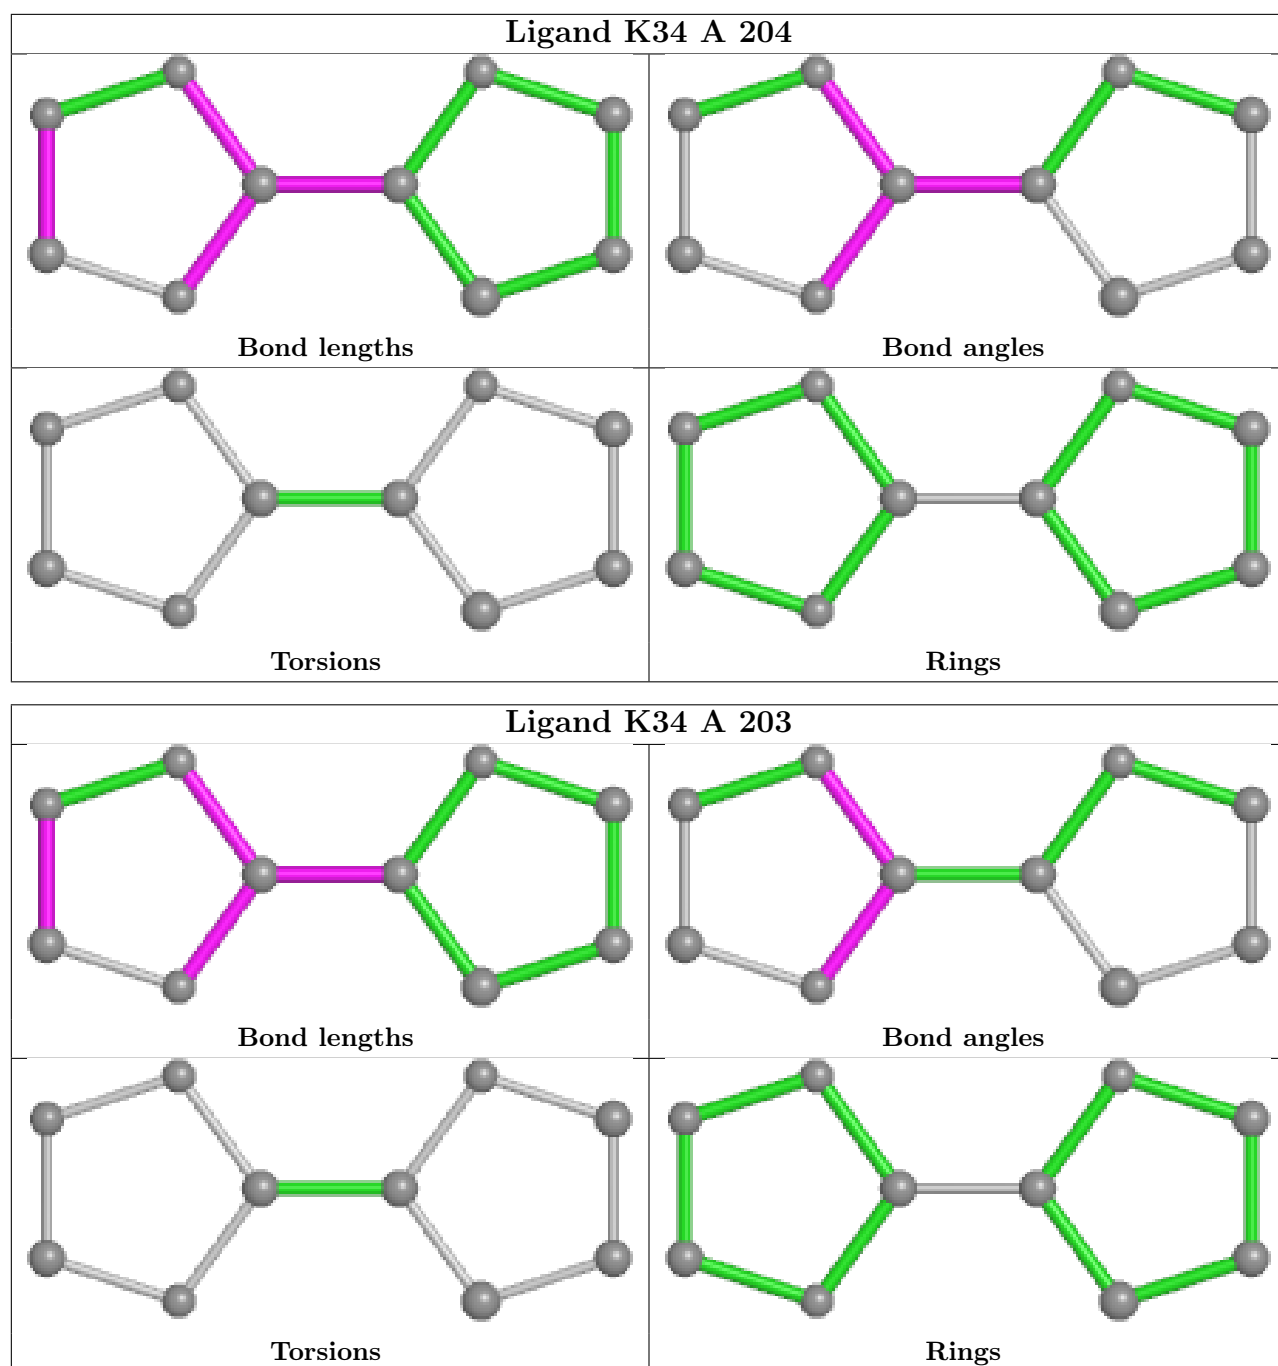 Ligand K34 A 204
Bond lengths
Bond angles
Torsions
Rings
Ligand K34 A 203
Bond lengths
Bond angles
Torsions
Rings